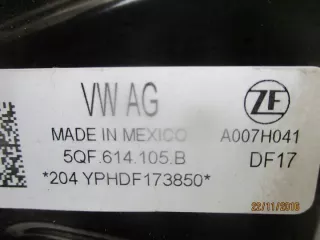 VW AG
ZF
MADE IN MEXICO A007H041
5QF.614.105.B DF17
*204 YPHDF173850*
22/11/2016